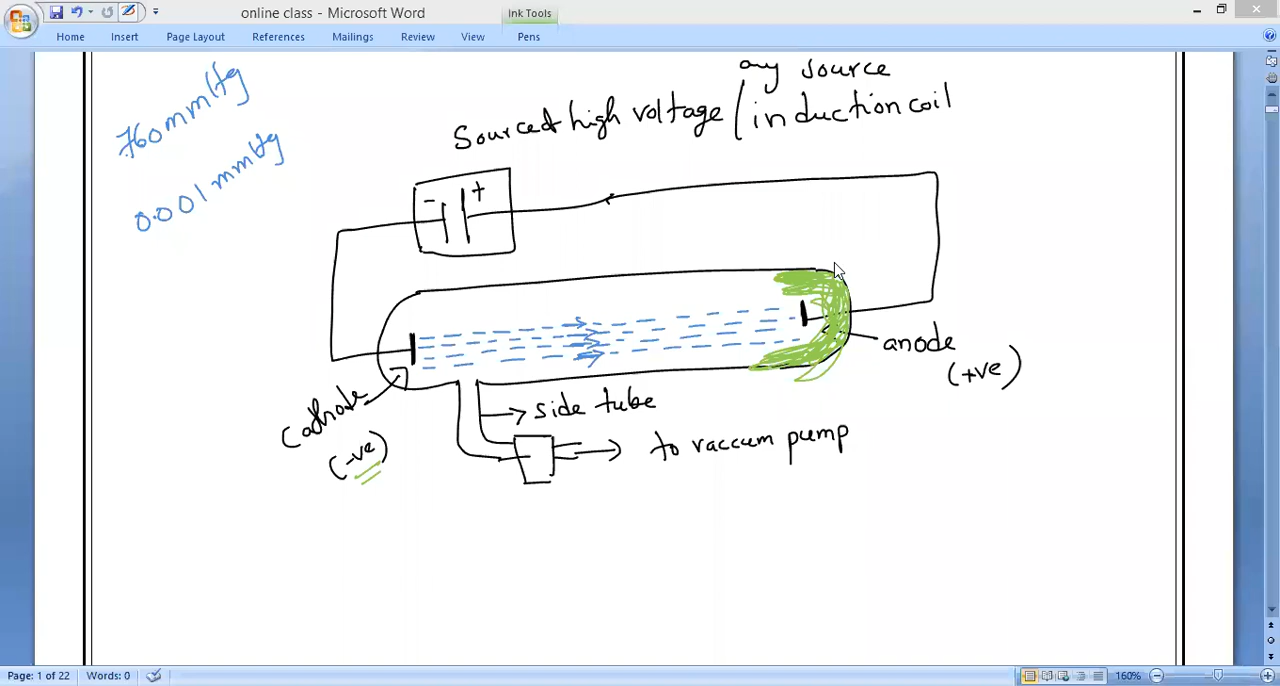 online class - Microsoft Word
Ink Tools
Home Insert Page Layout References Mailings Review View Pens
760mmHg
0.001 mmHg
any source
Source of high voltage / induction coil
- +
anode
(+ve)
Cathode
(-ve)
side tube
to vaccum pump
Page: 1 of 22 Words: 0 160%